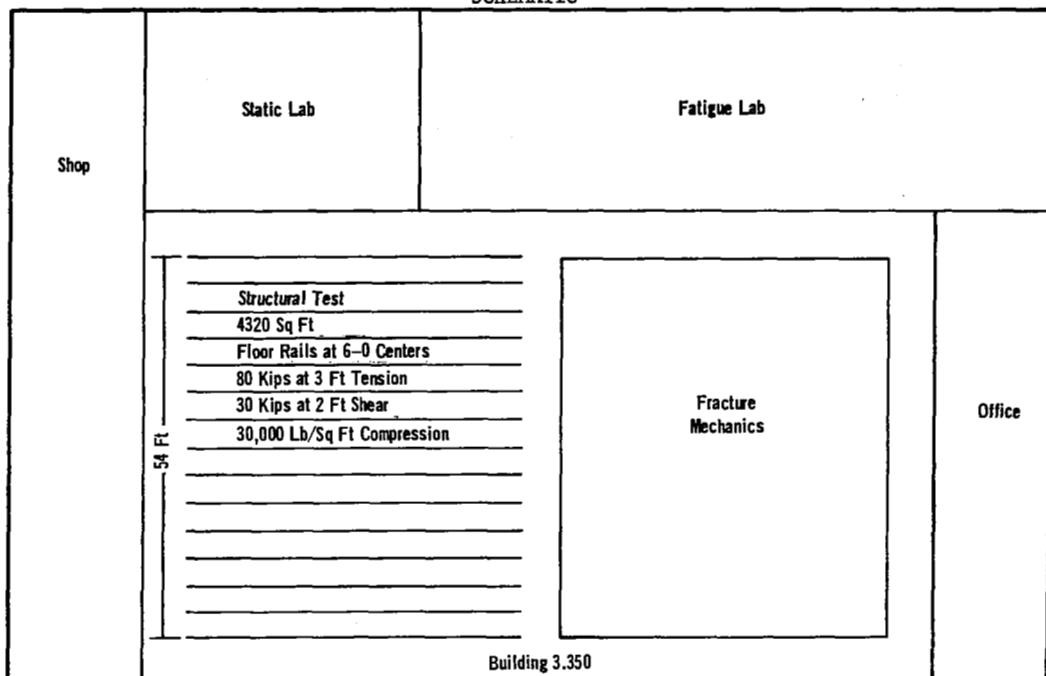 Static Lab
Fatigue Lab
Shop
Structural Test
4320 Sq Ft
Floor Rails at 6-0 Centers
80 Kips at 3 Ft Tension
30 Kips at 2 Ft Shear
30,000 Lb/Sq Ft Compression
54 Ft
Fracture
Mechanics
Office
Building 3.350